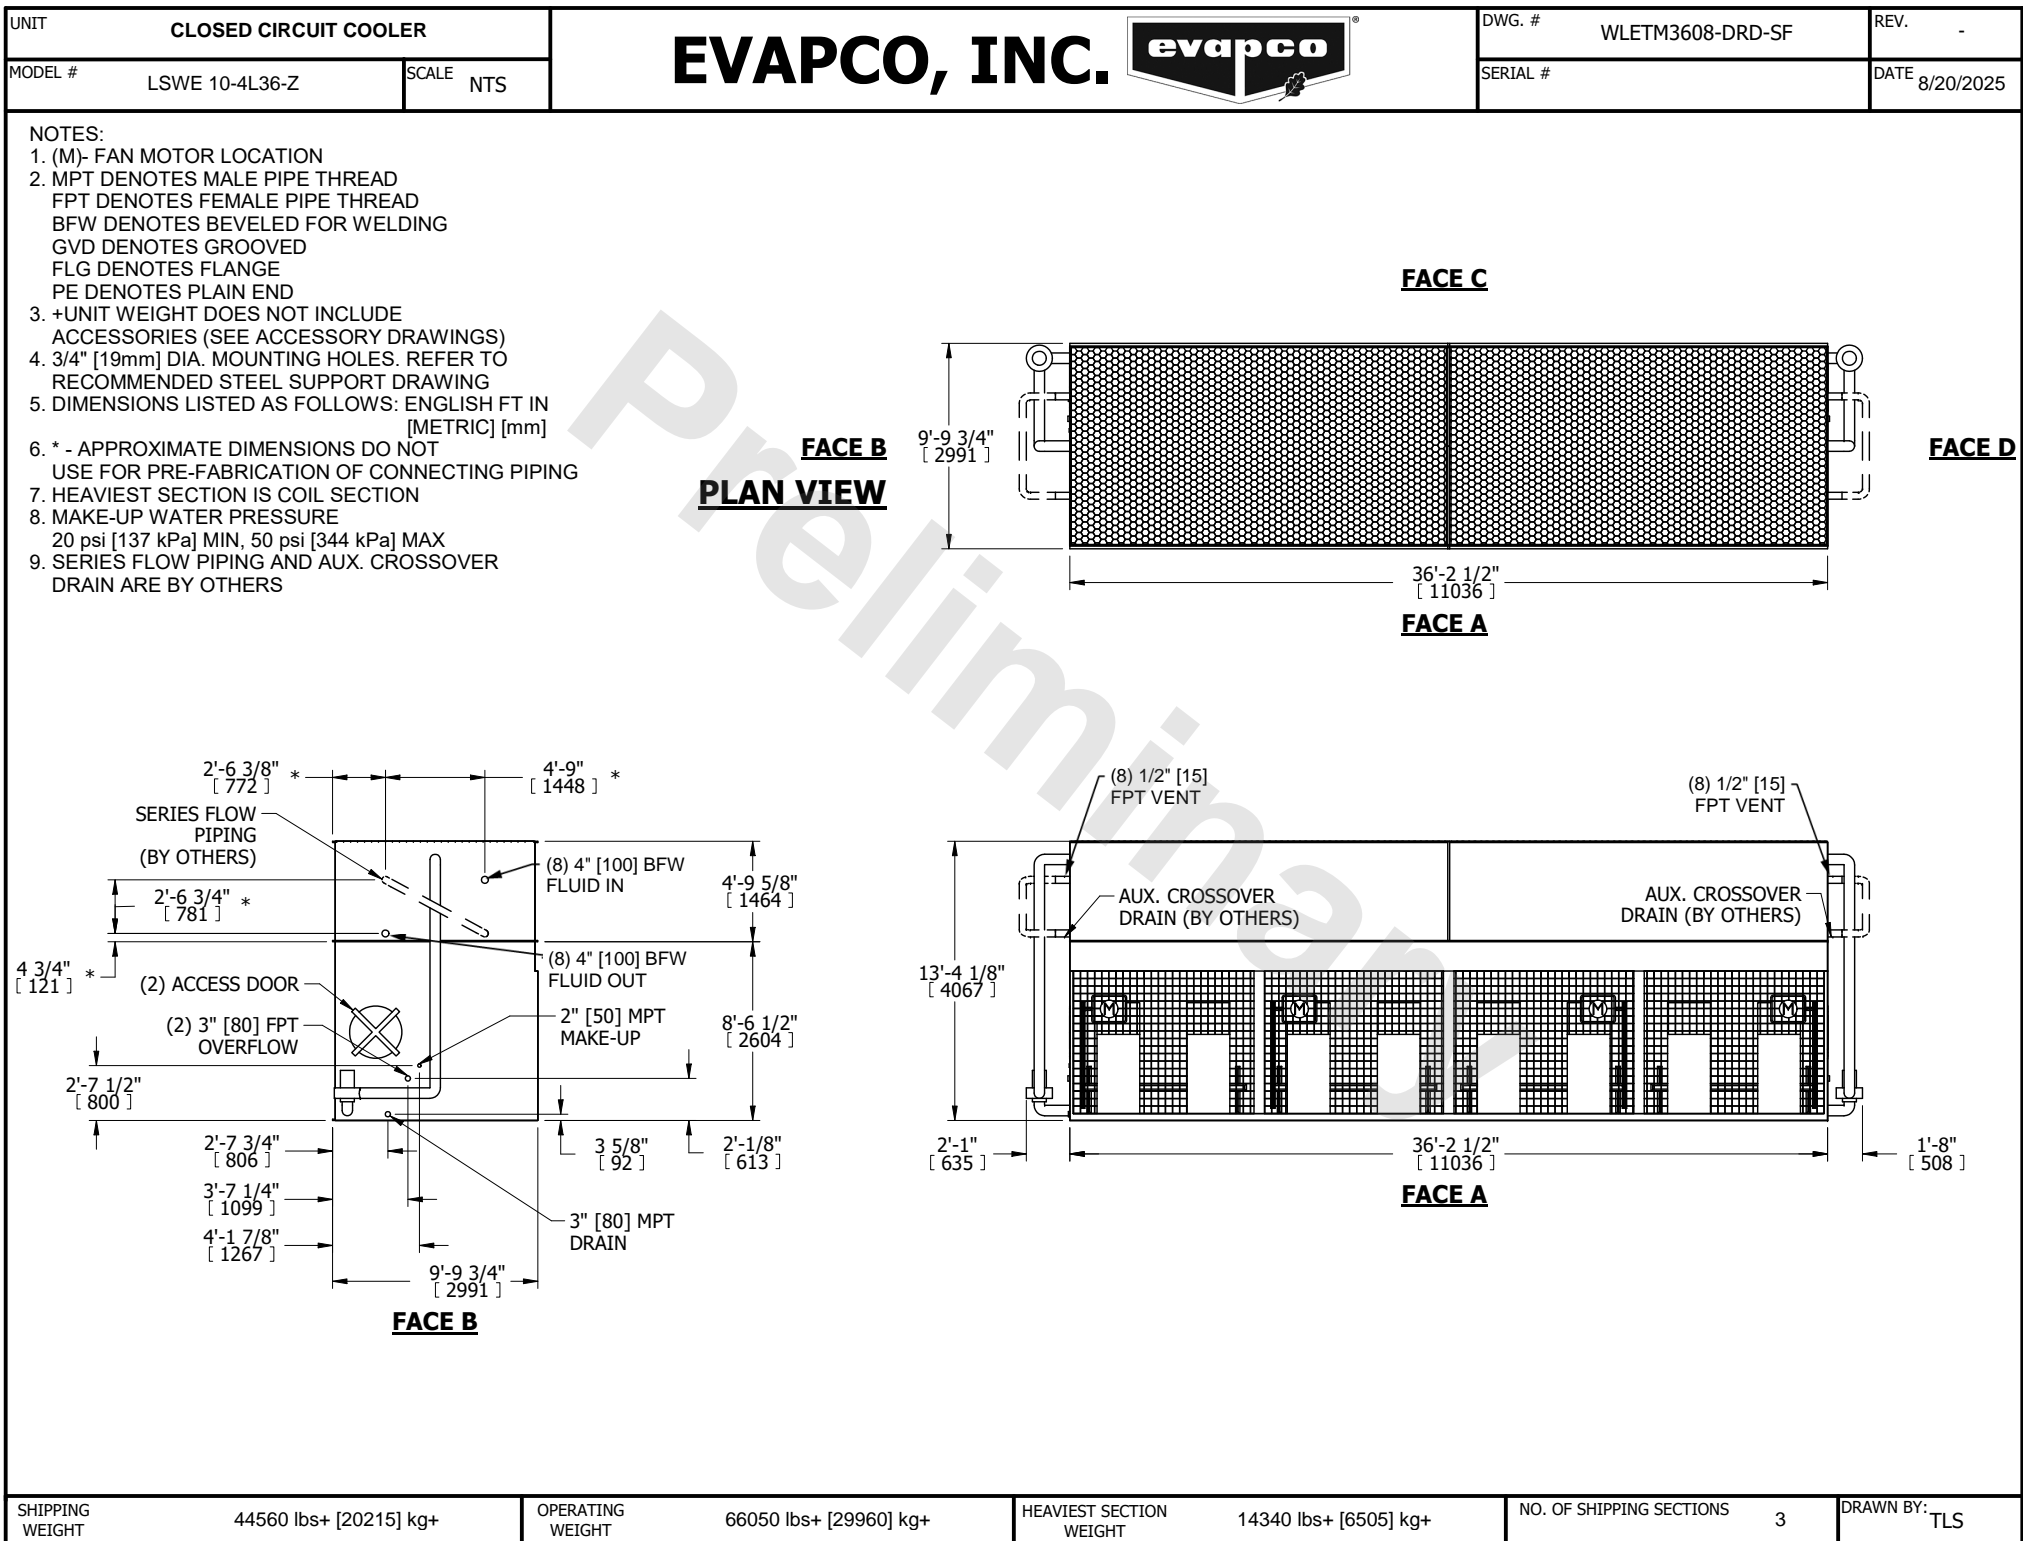 UNIT
CLOSED CIRCUIT COOLER
MODEL #
LSWE 10-4L36-Z
SCALE
NTS
EVAPCO, INC.
evapco
®
DWG. #
WLETM3608-DRD-SF
REV.
-
SERIAL #
DATE
8/20/2025
NOTES:
1. (M)- FAN MOTOR LOCATION
2. MPT DENOTES MALE PIPE THREAD
FPT DENOTES FEMALE PIPE THREAD
BFW DENOTES BEVELED FOR WELDING
GVD DENOTES GROOVED
FLG DENOTES FLANGE
PE DENOTES PLAIN END
3. +UNIT WEIGHT DOES NOT INCLUDE
ACCESSORIES (SEE ACCESSORY DRAWINGS)
4. 3/4" [19mm] DIA. MOUNTING HOLES. REFER TO
RECOMMENDED STEEL SUPPORT DRAWING
5. DIMENSIONS LISTED AS FOLLOWS: ENGLISH FT IN
[METRIC] [mm]
6. * - APPROXIMATE DIMENSIONS DO NOT
USE FOR PRE-FABRICATION OF CONNECTING PIPING
7. HEAVIEST SECTION IS COIL SECTION
8. MAKE-UP WATER PRESSURE
20 psi [137 kPa] MIN, 50 psi [344 kPa] MAX
9. SERIES FLOW PIPING AND AUX. CROSSOVER
DRAIN ARE BY OTHERS
Preliminary
FACE C
FACE B
PLAN VIEW
9'-9 3/4"
[ 2991 ]
FACE D
36'-2 1/2"
[ 11036 ]
FACE A
2'-6 3/8" *
[ 772 ]
4'-9" *
[ 1448 ]
SERIES FLOW
PIPING
(BY OTHERS)
(8) 4" [100] BFW
FLUID IN
4'-9 5/8"
[ 1464 ]
2'-6 3/4" *
[ 781 ]
(8) 4" [100] BFW
FLUID OUT
4 3/4" *
[ 121 ]
(2) ACCESS DOOR
2" [50] MPT
MAKE-UP
8'-6 1/2"
[ 2604 ]
(2) 3" [80] FPT
OVERFLOW
2'-7 1/2"
[ 800 ]
2'-7 3/4"
[ 806 ]
3 5/8"
[ 92 ]
2'-1/8"
[ 613 ]
3'-7 1/4"
[ 1099 ]
3" [80] MPT
DRAIN
4'-1 7/8"
[ 1267 ]
9'-9 3/4"
[ 2991 ]
FACE B
(8) 1/2" [15]
FPT VENT
(8) 1/2" [15]
FPT VENT
AUX. CROSSOVER
DRAIN (BY OTHERS)
AUX. CROSSOVER
DRAIN (BY OTHERS)
13'-4 1/8"
[ 4067 ]
M
M
M
M
2'-1"
[ 635 ]
36'-2 1/2"
[ 11036 ]
1'-8"
[ 508 ]
FACE A
SHIPPING
WEIGHT
44560 lbs+ [20215] kg+
OPERATING
WEIGHT
66050 lbs+ [29960] kg+
HEAVIEST SECTION
WEIGHT
14340 lbs+ [6505] kg+
NO. OF SHIPPING SECTIONS
3
DRAWN BY:
TLS